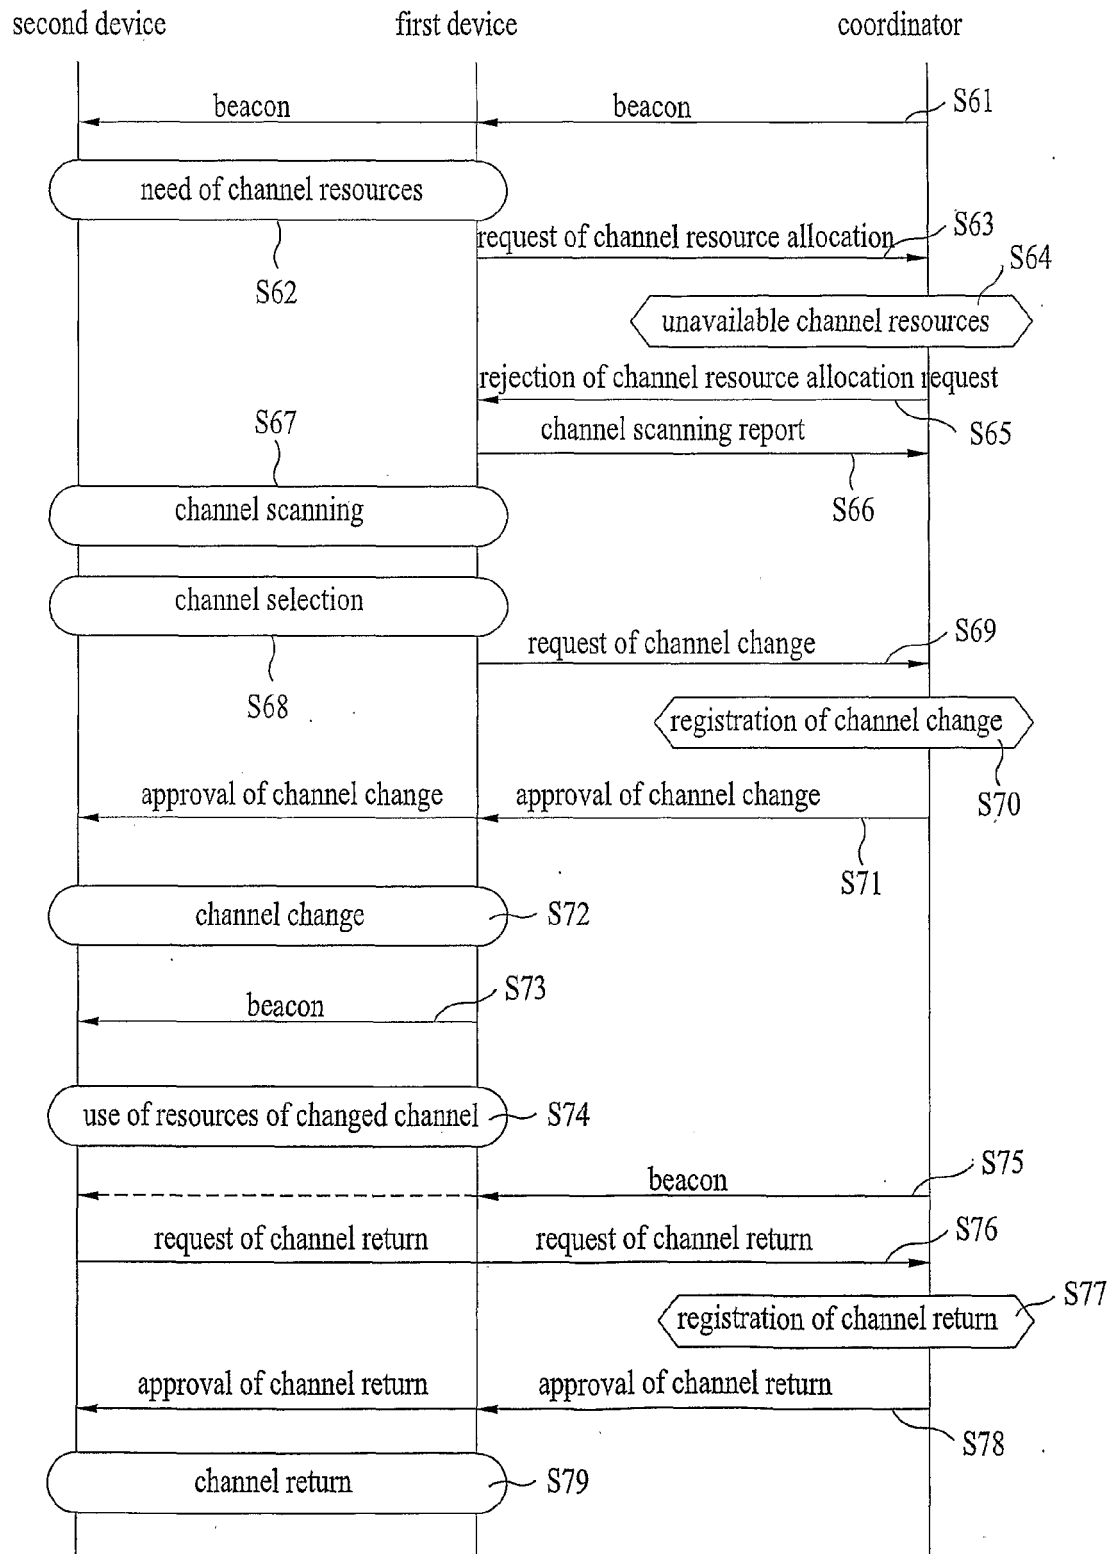 second device first device coordinator
beacon beacon S61
need of channel resources
S62
request of channel resource allocation S63
S64
unavailable channel resources
rejection of channel resource allocation request
S65
S67
channel scanning report
S66
channel scanning
channel selection
S68
request of channel change S69
registration of channel change
S70
approval of channel change approval of channel change
S71
channel change S72
beacon S73
use of resources of changed channel S74
beacon S75
request of channel return request of channel return S76
registration of channel return S77
approval of channel return approval of channel return
S78
channel return S79